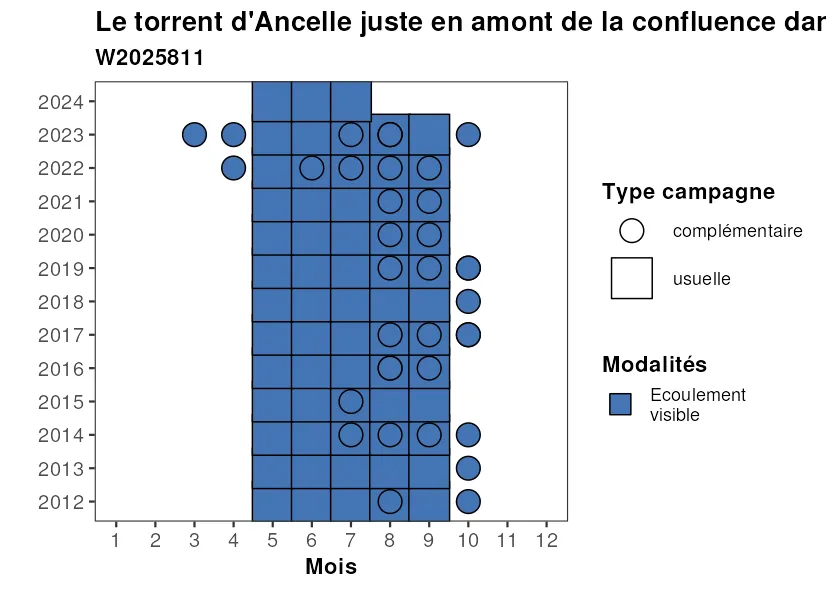 Le torrent d'Ancelle juste en amont de la confluence
W2025811
2024
2023
2022
2021
2020
2019
2018
2017
2016
2015
2014
2013
2012
1 2 3 4 5 6 7 8 9 10 11 12
Mois
Type campagne
complémentaire
usuelle
Modalités
Ecoulement
visible